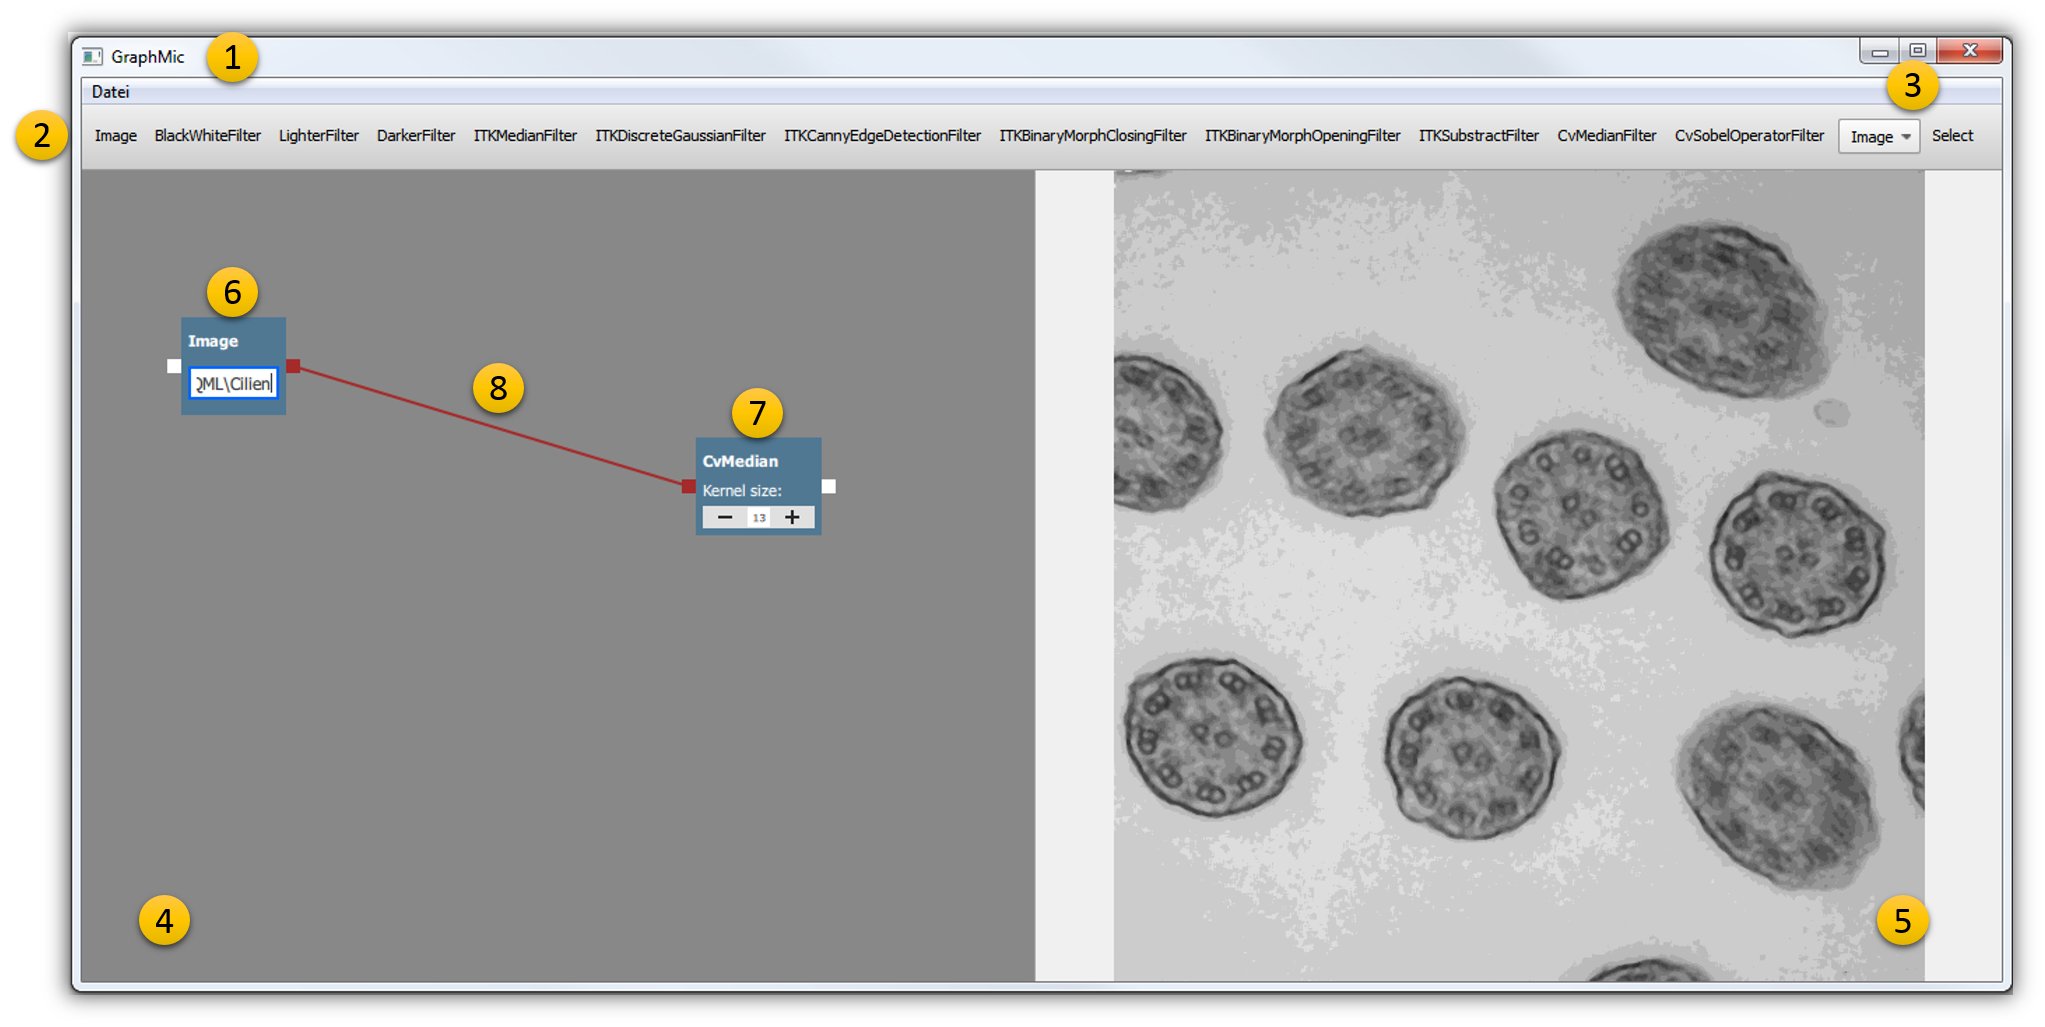 GraphMic 1
Datei 3
2 Image BlackWhiteFilter LighterFilter DarkerFilter ITKMedianFilter ITKDiscreteGaussianFilter ITKCannyEdgeDetectionFilter ITKBinaryMorphClosingFilter ITKBinaryMorphOpeningFilter ITKSubstractFilter CvMedianFilter CvSobelOperatorFilter Image Select
6
Image
QML\Cilien
8
7
CvMedian
Kernel size:
− 13 +
4
5